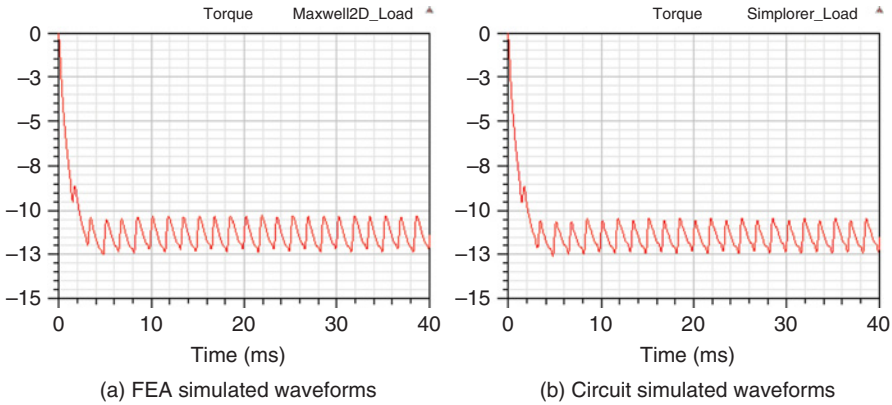 Torque Maxwell2D_Load
0
−3
−5
−8
−10
−13
−15
0 10 20 30 40
Time (ms)
(a) FEA simulated waveforms
Torque Simplorer_Load
0
−3
−5
−8
−10
−13
−15
0 10 20 30 40
Time (ms)
(b) Circuit simulated waveforms